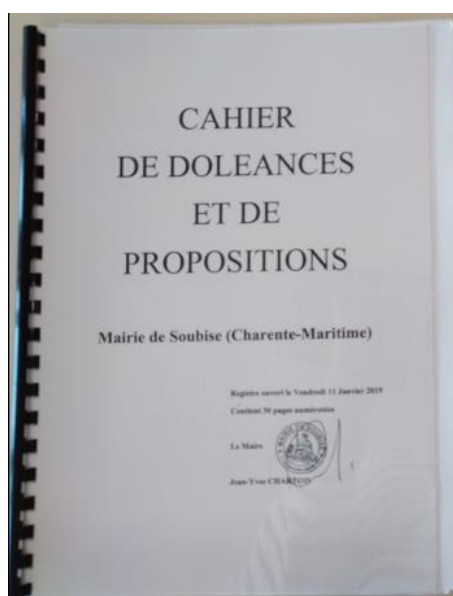 CAHIER
DE DOLEANCES
ET DE
PROPOSITIONS
Mairie de Soubise (Charente-Maritime)
Registre ouvert le Vendredi 11 Janvier 2019
Contient 50 pages numérotées
Le Maire
Jean-Yves